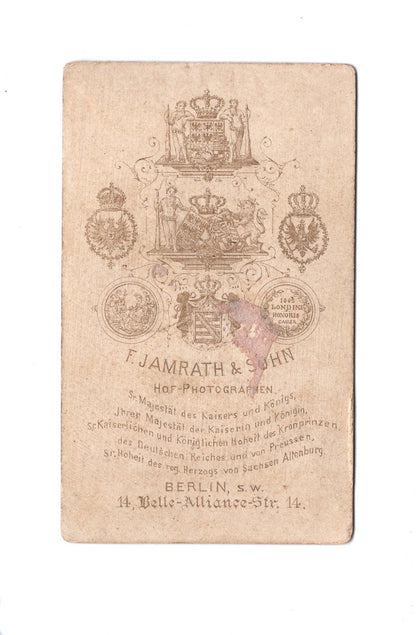 1862
LONDINI
HONORIS
CAUSA
F. JAMRATH & SOHN
HOF-PHOTOGRAPHEN
Sr. Majestät des Kaisers und Königs,
Ihrer Majestät der Kaiserin und Königin,
Sr. Kaiserlichen und Königlichen Hoheit des Kronprinzen
des Deutschen Reiches und von Preussen,
Sr. Hoheit des reg. Herzogs von Sachsen Altenburg
BERLIN, S.W.
14, Belle-Alliance-Str. 14.